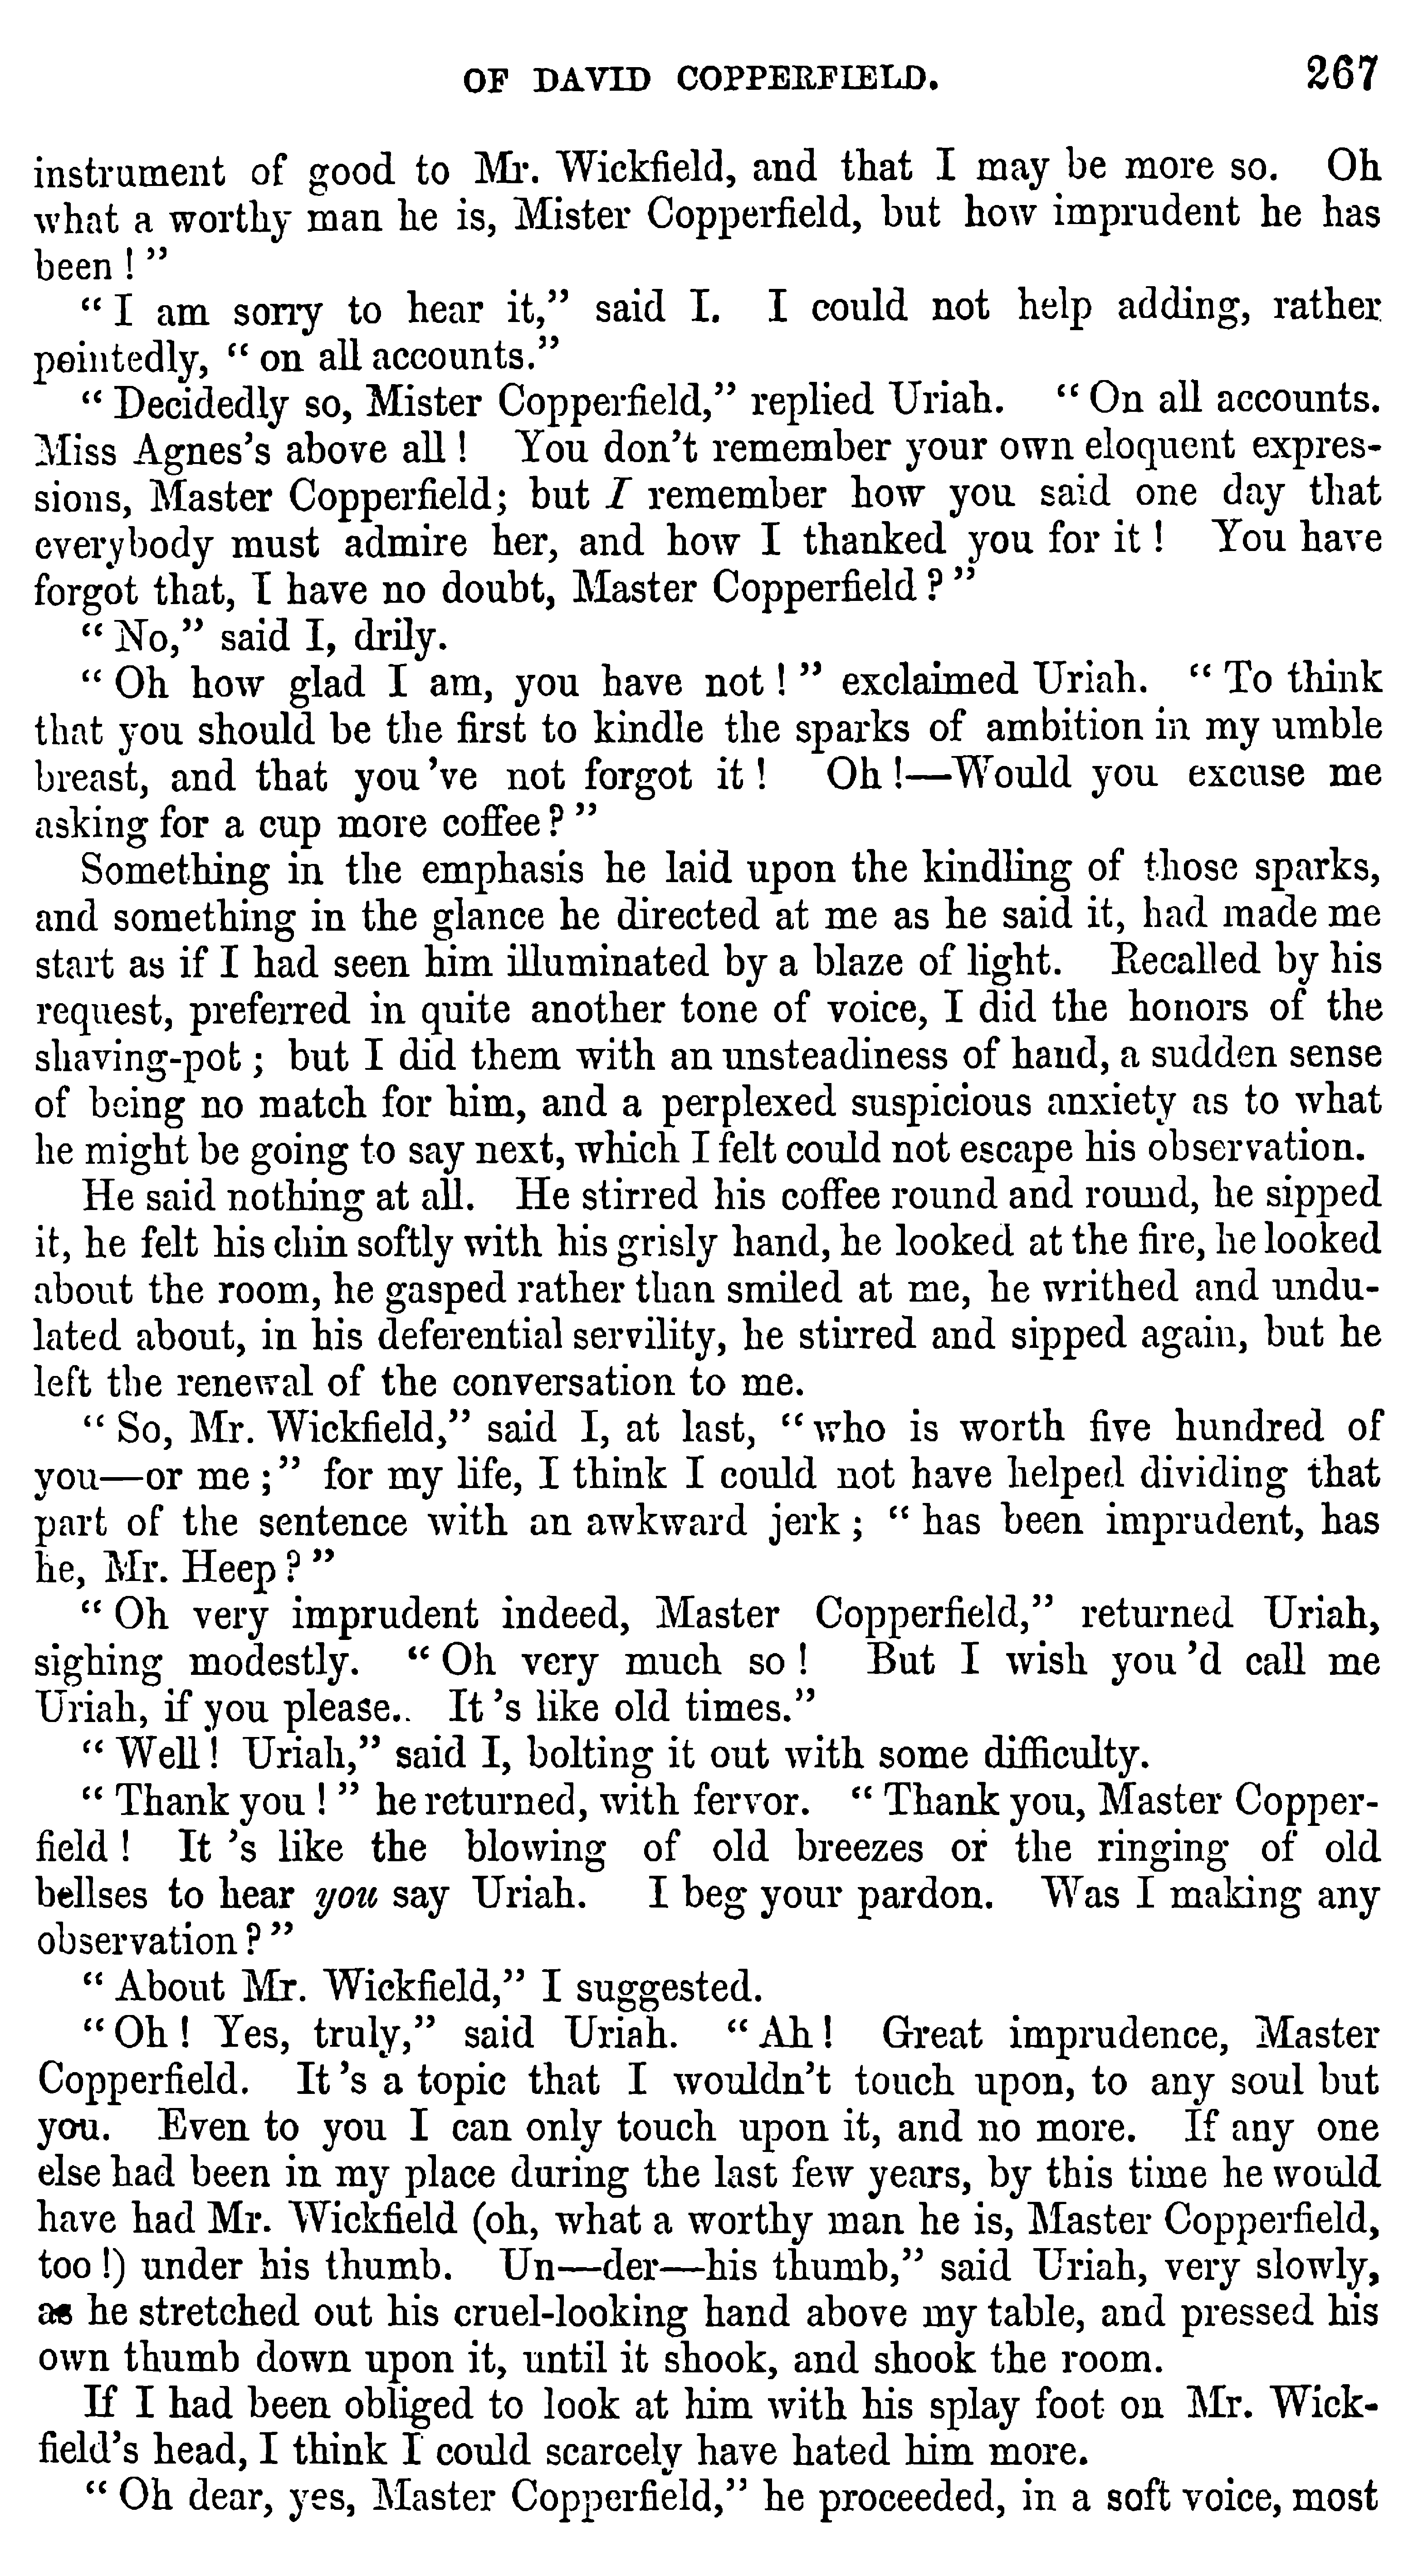 OF DAVID COPPERFIELD. 267
instrument of good to Mr. Wickfield, and that I may be more so. Oh
what a worthy man he is, Mister Copperfield, but how imprudent he has
been ! ”
“ I am sorry to hear it,” said I. I could not help adding, rather
pointedly, “ on all accounts.”
“ Decidedly so, Mister Copperfield,” replied Uriah. “ On all accounts.
Miss Agnes’s above all ! You don’t remember your own eloquent expres-
sions, Master Copperfield; but I remember how you said one day that
everybody must admire her, and how I thanked you for it ! You have
forgot that, I have no doubt, Master Copperfield ? ”
“ No,” said I, drily.
“ Oh how glad I am, you have not ! ” exclaimed Uriah. “ To think
that you should be the first to kindle the sparks of ambition in my umble
breast, and that you ’ve not forgot it ! Oh !—Would you excuse me
asking for a cup more coffee ? ”
Something in the emphasis he laid upon the kindling of those sparks,
and something in the glance he directed at me as he said it, had made me
start as if I had seen him illuminated by a blaze of light. Recalled by his
request, preferred in quite another tone of voice, I did the honors of the
shaving-pot ; but I did them with an unsteadiness of hand, a sudden sense
of being no match for him, and a perplexed suspicious anxiety as to what
he might be going to say next, which I felt could not escape his observation.
He said nothing at all. He stirred his coffee round and round, he sipped
it, he felt his chin softly with his grisly hand, he looked at the fire, he looked
about the room, he gasped rather than smiled at me, he writhed and undu-
lated about, in his deferential servility, he stirred and sipped again, but he
left the renewal of the conversation to me.
“ So, Mr. Wickfield,” said I, at last, “ who is worth five hundred of
you—or me ; ” for my life, I think I could not have helped dividing that
part of the sentence with an awkward jerk ; “ has been imprudent, has
he, Mr. Heep ? ”
“ Oh very imprudent indeed, Master Copperfield,” returned Uriah,
sighing modestly. “ Oh very much so ! But I wish you ’d call me
Uriah, if you please.. It ’s like old times.”
“ Well ! Uriah,” said I, bolting it out with some difficulty.
“ Thank you ! ” he returned, with fervor. “ Thank you, Master Copper-
field ! It ’s like the blowing of old breezes or the ringing of old
bellses to hear you say Uriah. I beg your pardon. Was I making any
observation ? ”
“ About Mr. Wickfield,” I suggested.
“ Oh ! Yes, truly,” said Uriah. “ Ah ! Great imprudence, Master
Copperfield. It ’s a topic that I wouldn’t touch upon, to any soul but
you. Even to you I can only touch upon it, and no more. If any one
else had been in my place during the last few years, by this time he would
have had Mr. Wickfield (oh, what a worthy man he is, Master Copperfield,
too !) under his thumb. Un—der—his thumb,” said Uriah, very slowly,
as he stretched out his cruel-looking hand above my table, and pressed his
own thumb down upon it, until it shook, and shook the room.
If I had been obliged to look at him with his splay foot on Mr. Wick-
field’s head, I think I could scarcely have hated him more.
“ Oh dear, yes, Master Copperfield,” he proceeded, in a soft voice, most